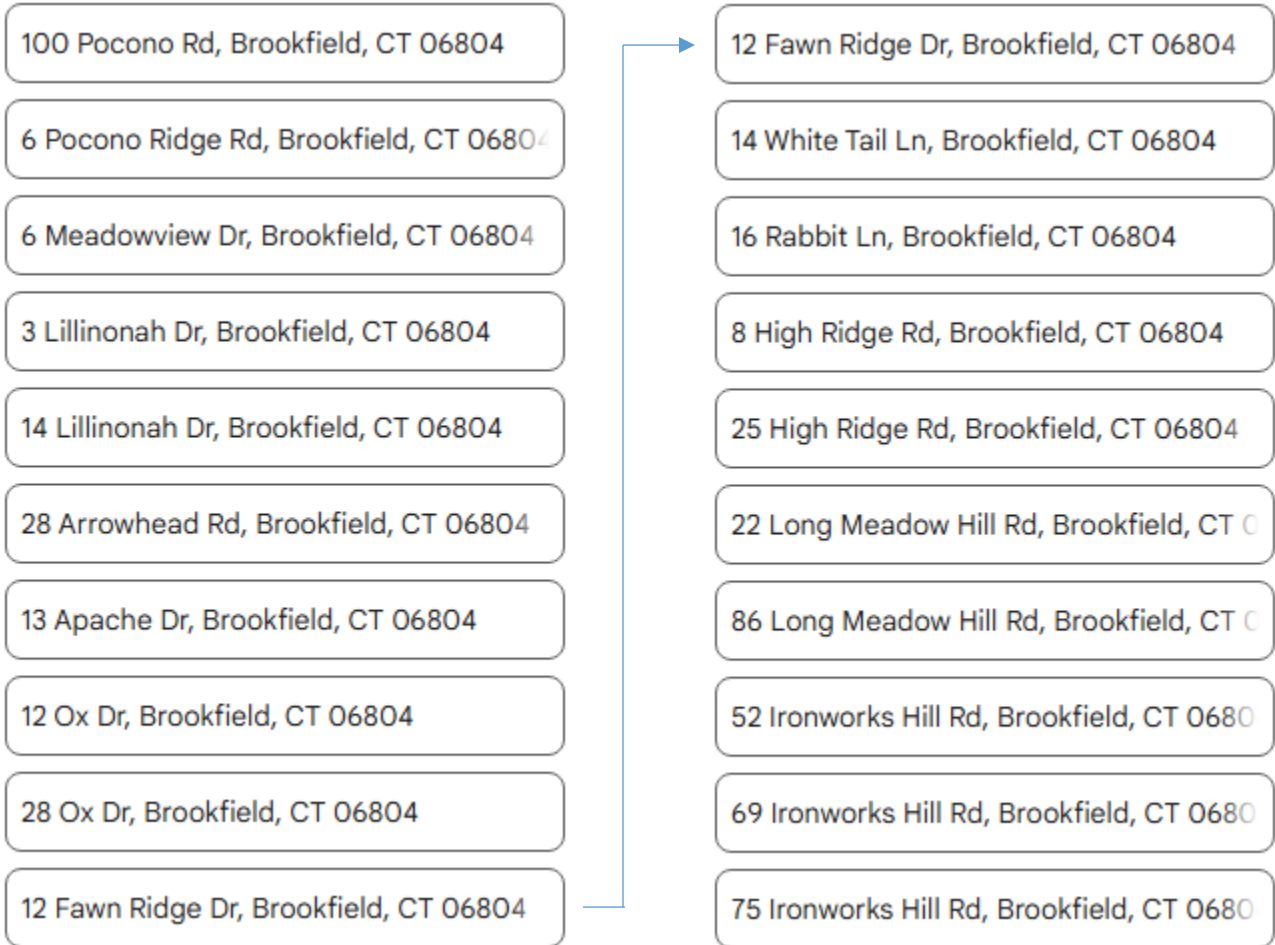 100 Pocono Rd, Brookfield, CT 06804
6 Pocono Ridge Rd, Brookfield, CT 06804
6 Meadowview Dr, Brookfield, CT 06804
3 Lillinonah Dr, Brookfield, CT 06804
14 Lillinonah Dr, Brookfield, CT 06804
28 Arrowhead Rd, Brookfield, CT 06804
13 Apache Dr, Brookfield, CT 06804
12 Ox Dr, Brookfield, CT 06804
28 Ox Dr, Brookfield, CT 06804
12 Fawn Ridge Dr, Brookfield, CT 06804
12 Fawn Ridge Dr, Brookfield, CT 06804
14 White Tail Ln, Brookfield, CT 06804
16 Rabbit Ln, Brookfield, CT 06804
8 High Ridge Rd, Brookfield, CT 06804
25 High Ridge Rd, Brookfield, CT 06804
22 Long Meadow Hill Rd, Brookfield, CT 0
86 Long Meadow Hill Rd, Brookfield, CT
52 Ironworks Hill Rd, Brookfield, CT 0680
69 Ironworks Hill Rd, Brookfield, CT 0680
75 Ironworks Hill Rd, Brookfield, CT 0680